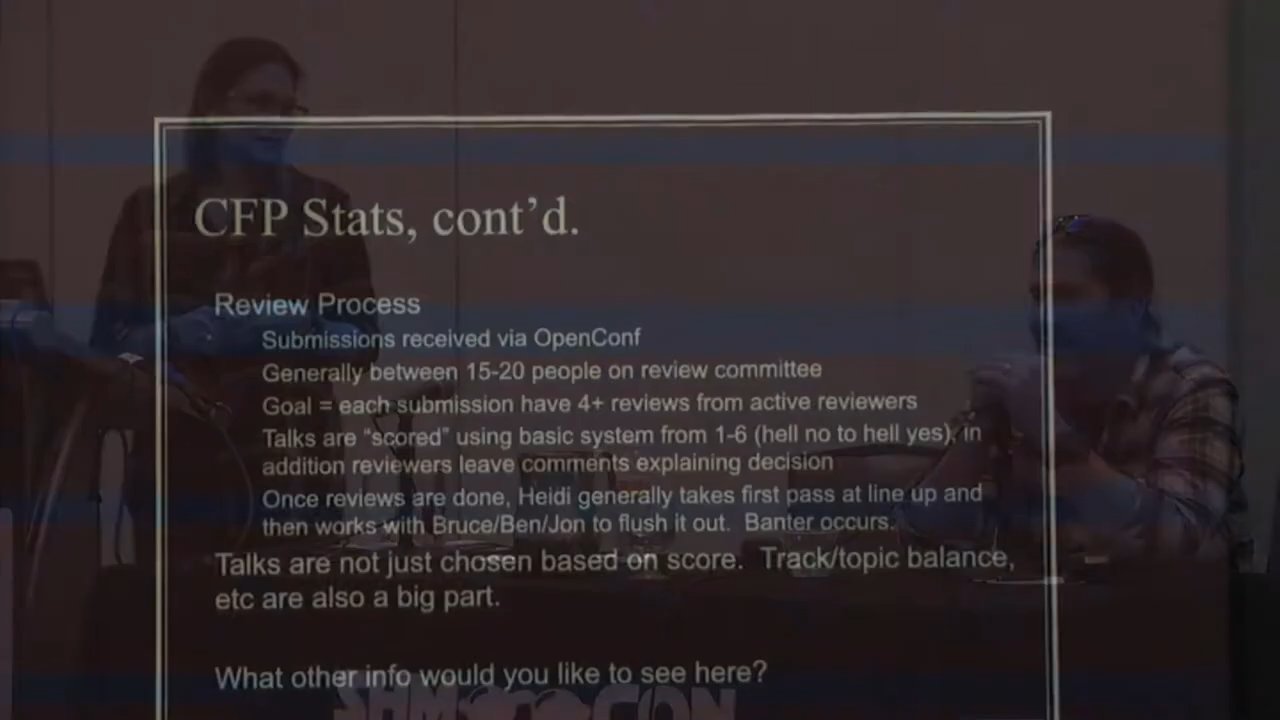 CFP Stats, cont’d.
Review Process
Submissions received via OpenConf
Generally between 15-20 people on review committee
Goal = each submission have 4+ reviews from active reviewers
Talks are “scored” using basic system from 1-6 (hell no to hell yes), in
addition reviewers leave comments explaining decision
Once reviews are done, Heidi generally takes first pass at line up and
then works with Bruce/Ben/Jon to flush it out.  Banter occurs.
Talks are not just chosen based on score.  Track/topic balance,
etc are also a big part.
What other info would you like to see here?
SHMOOCON